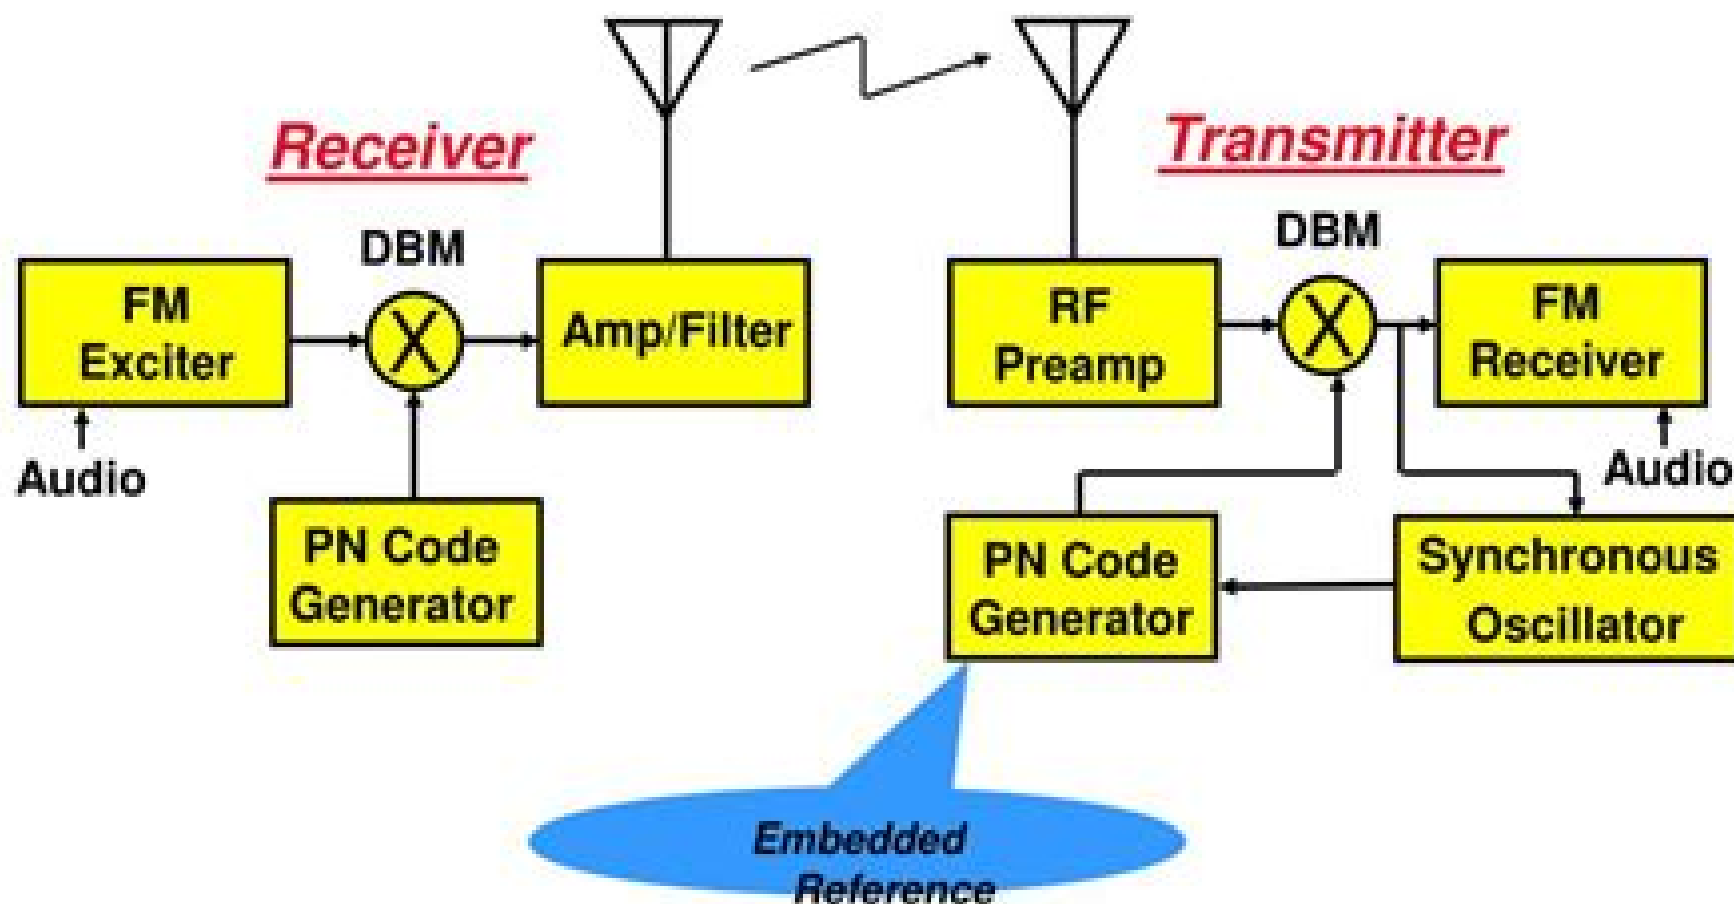 Receiver
Transmitter
DBM
DBM
FM
Exciter
Amp/Filter
RF
Preamp
FM
Receiver
Audio
Audio
PN Code
Generator
PN Code
Generator
Synchronous
Oscillator
Embedded
Reference